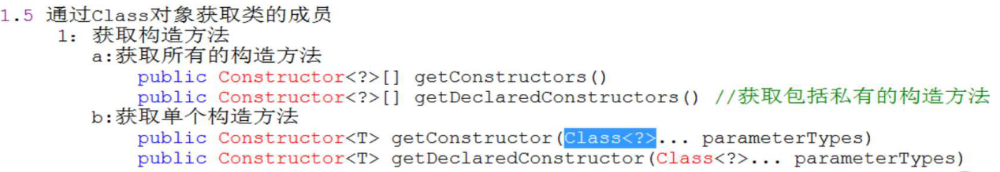 1.5 通过Class对象获取类的成员
1: 获取构造方法
a:获取所有的构造方法
public Constructor<?>[] getConstructors()
public Constructor<?>[] getDeclaredConstructors() //获取包括私有的构造方法
b:获取单个构造方法
public Constructor<T> getConstructor(Class<?>... parameterTypes)
public Constructor<T> getDeclaredConstructor(Class<?>... parameterTypes)